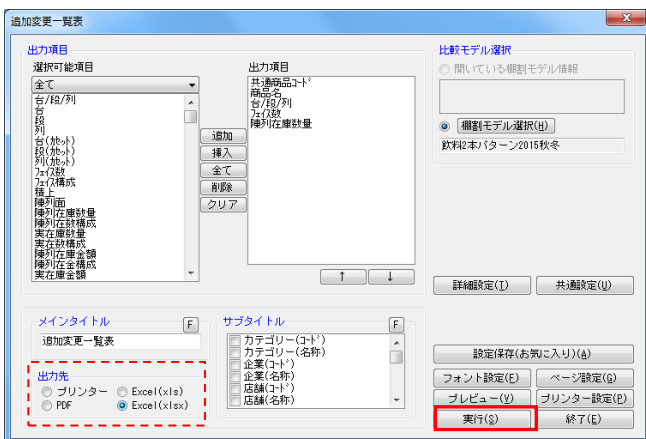 追加変更一覧表
出力項目
選択可能項目
全て
台/段/列
台
段
列
台(カセット)
段(カセット)
列(カセット)
フェイス数
フェイス構成
積上
陳列面
陳列在庫数量
陳列在数構成
実在庫数量
実在数構成
陳列在庫金額
陳列在金構成
実在庫金額
追加
挿入
全て
削除
クリア
出力項目
共通商品コード
商品名
台/段/列
フェイス数
陳列在庫数量
↑
↓
比較モデル選択
開いている棚割モデル情報
棚割モデル選択(H)
飲料2本パターン2015秋冬
詳細設定(T)
共通設定(U)
メインタイトル
F
追加変更一覧表
出力先
プリンター
Excel(xls)
PDF
Excel(xlsx)
サブタイトル
F
カテゴリー(コード)
カテゴリー(名称)
企業(コード)
企業(名称)
店舗(コード)
店舗(名称)
設定保存(お気に入り)(A)
フォント設定(F)
ページ設定(G)
プレビュー(V)
プリンター設定(P)
実行(S)
終了(E)